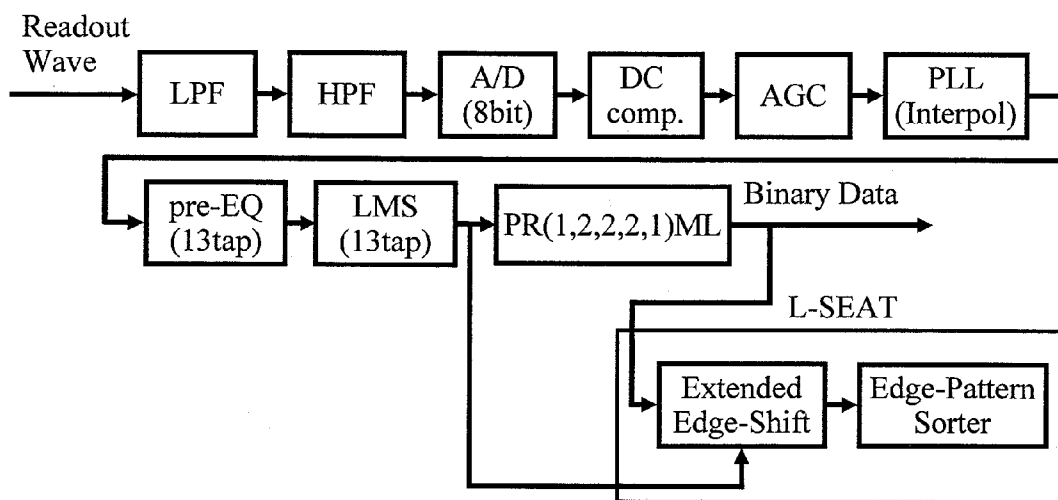 Readout
Wave
LPF
HPF
A/D
(8bit)
DC
comp.
AGC
PLL
(Interpol)
pre-EQ
(13tap)
LMS
(13tap)
PR(1,2,2,2,1)ML
Binary Data
L-SEAT
Extended
Edge-Shift
Edge-Pattern
Sorter